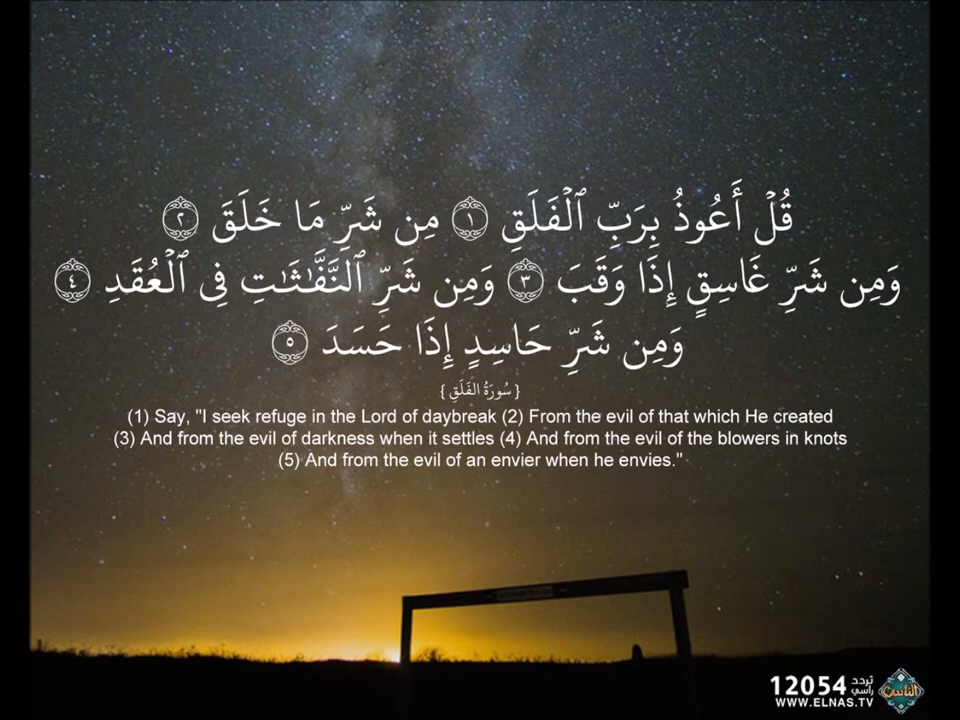 قُلۡ أَعُوذُ بِرَبِّ ٱلۡفَلَقِ ١ مِن شَرِّ مَا خَلَقَ ٢
وَمِن شَرِّ غَاسِقٍ إِذَا وَقَبَ ٣ وَمِن شَرِّ ٱلنَّفَّٰثَٰتِ فِي ٱلۡعُقَدِ ٤
وَمِن شَرِّ حَاسِدٍ إِذَا حَسَدَ ٥
{ سُورَةُ الفَلَقِ }
(1) Say, "I seek refuge in the Lord of daybreak (2) From the evil of that which He created
(3) And from the evil of darkness when it settles (4) And from the evil of the blowers in knots
(5) And from the evil of an envier when he envies."
12054 تردد رأسي
الناس
WWW.ELNAS.TV